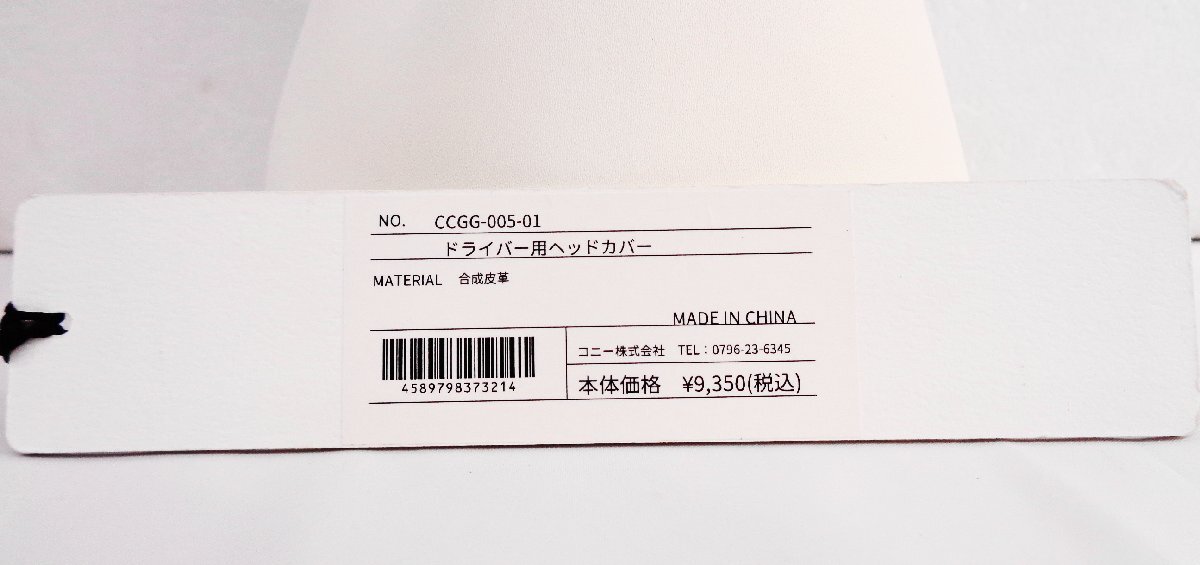 NO. CCGG-005-01
ドライバー用ヘッドカバー
MATERIAL 合成皮革
MADE IN CHINA
4589798373214
コニー株式会社 TEL：0796-23-6345
本体価格 ¥9,350(税込)